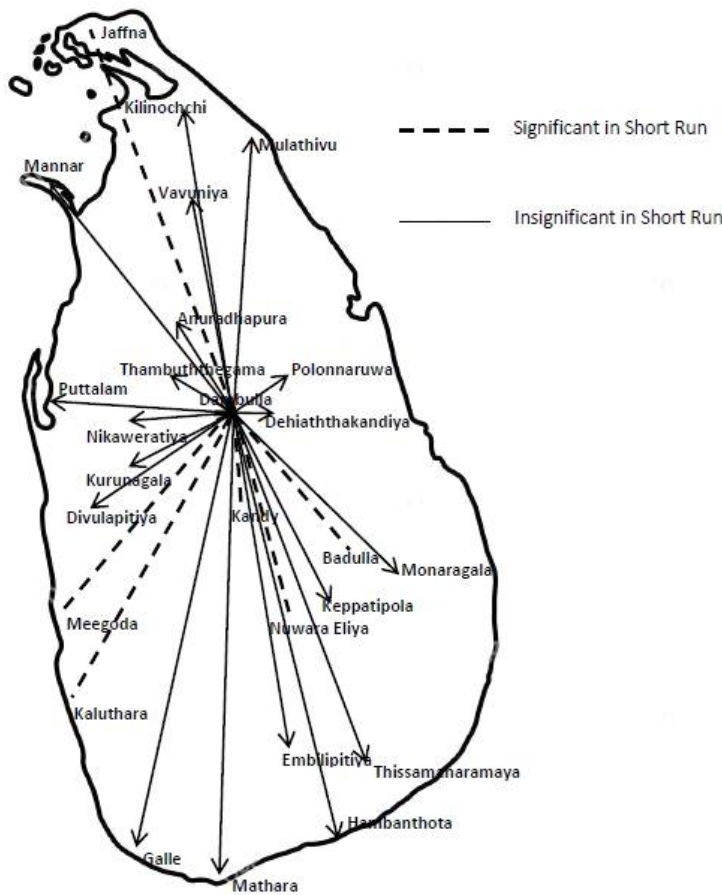 Jaffna
Kilinochchi
Significant in Short Run
Mulathivu
Mannar
Vavuniya
Insignificant in Short Run
Anuradhapura
Thambuththegama
Polonnaruwa
Puttalam
Dambulla
Dehiaththakandiya
Nikaweratiya
Kurunagala
Divulapitiya
Kandy
Badulla
Monaragala
Keppatipola
Meegoda
Nuwara Eliya
Kaluthara
Embilipitiya
Thissamaharamaya
Hambanthota
Galle
Mathara